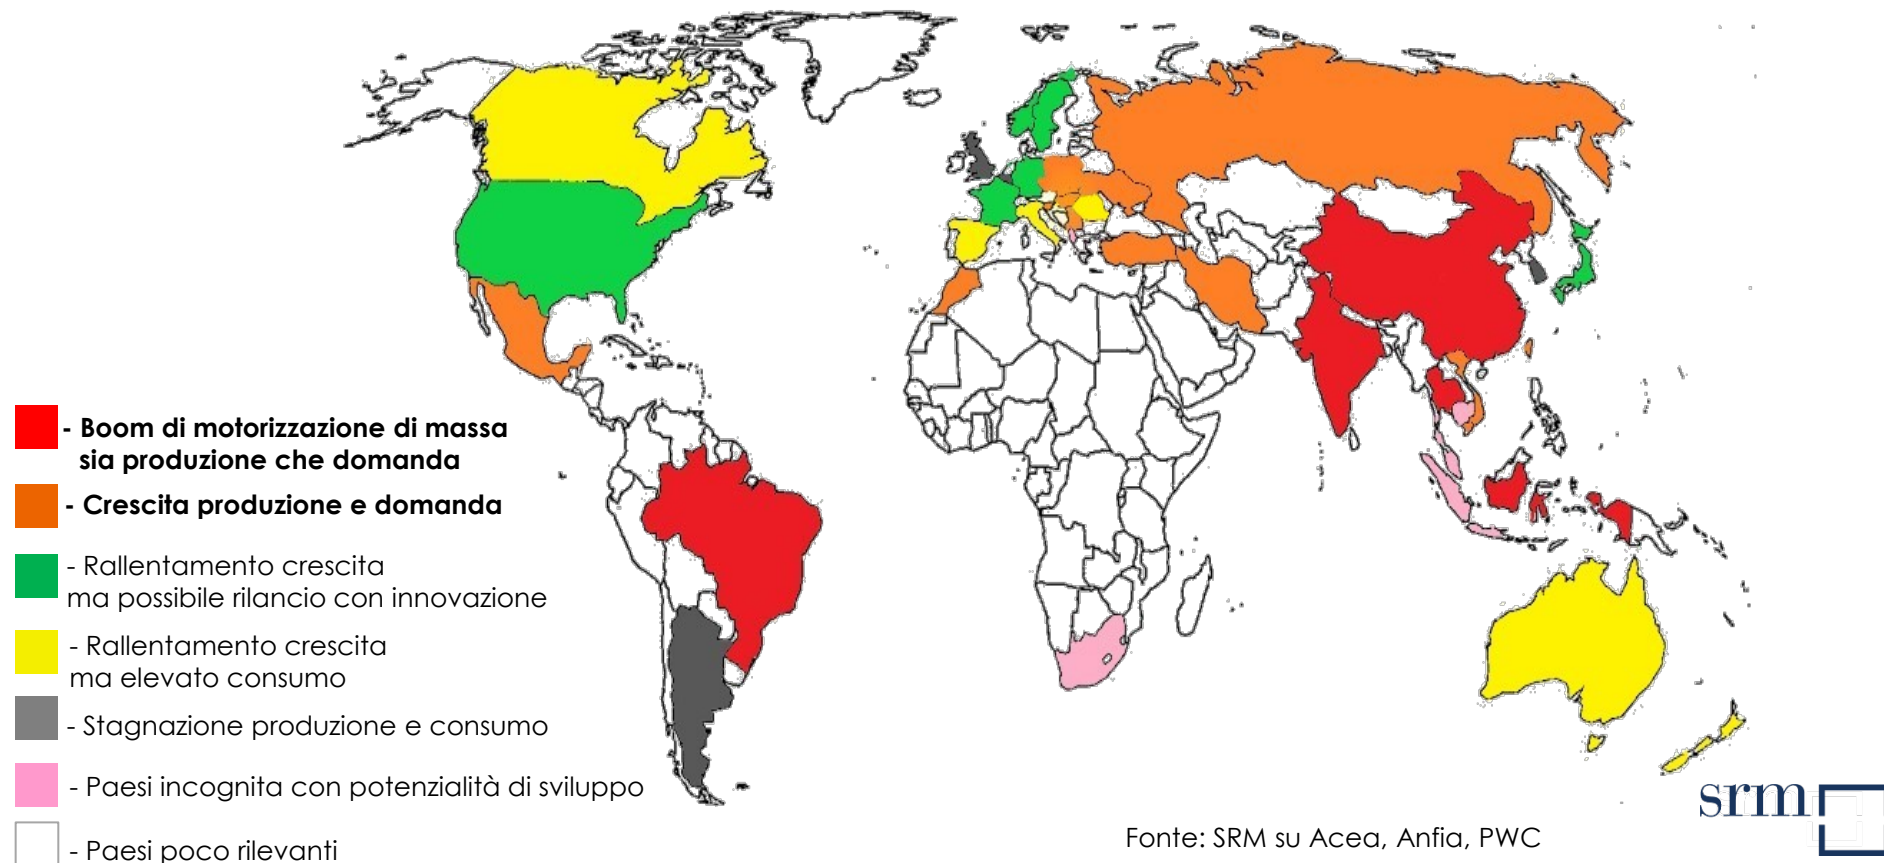 - Boom di motorizzazione di massa
sia produzione che domanda
- Crescita produzione e domanda
- Rallentamento crescita
ma possibile rilancio con innovazione
- Rallentamento crescita
ma elevato consumo
- Stagnazione produzione e consumo
- Paesi incognita con potenzialità di sviluppo
- Paesi poco rilevanti
srm
Fonte: SRM su Acea, Anfia, PWC